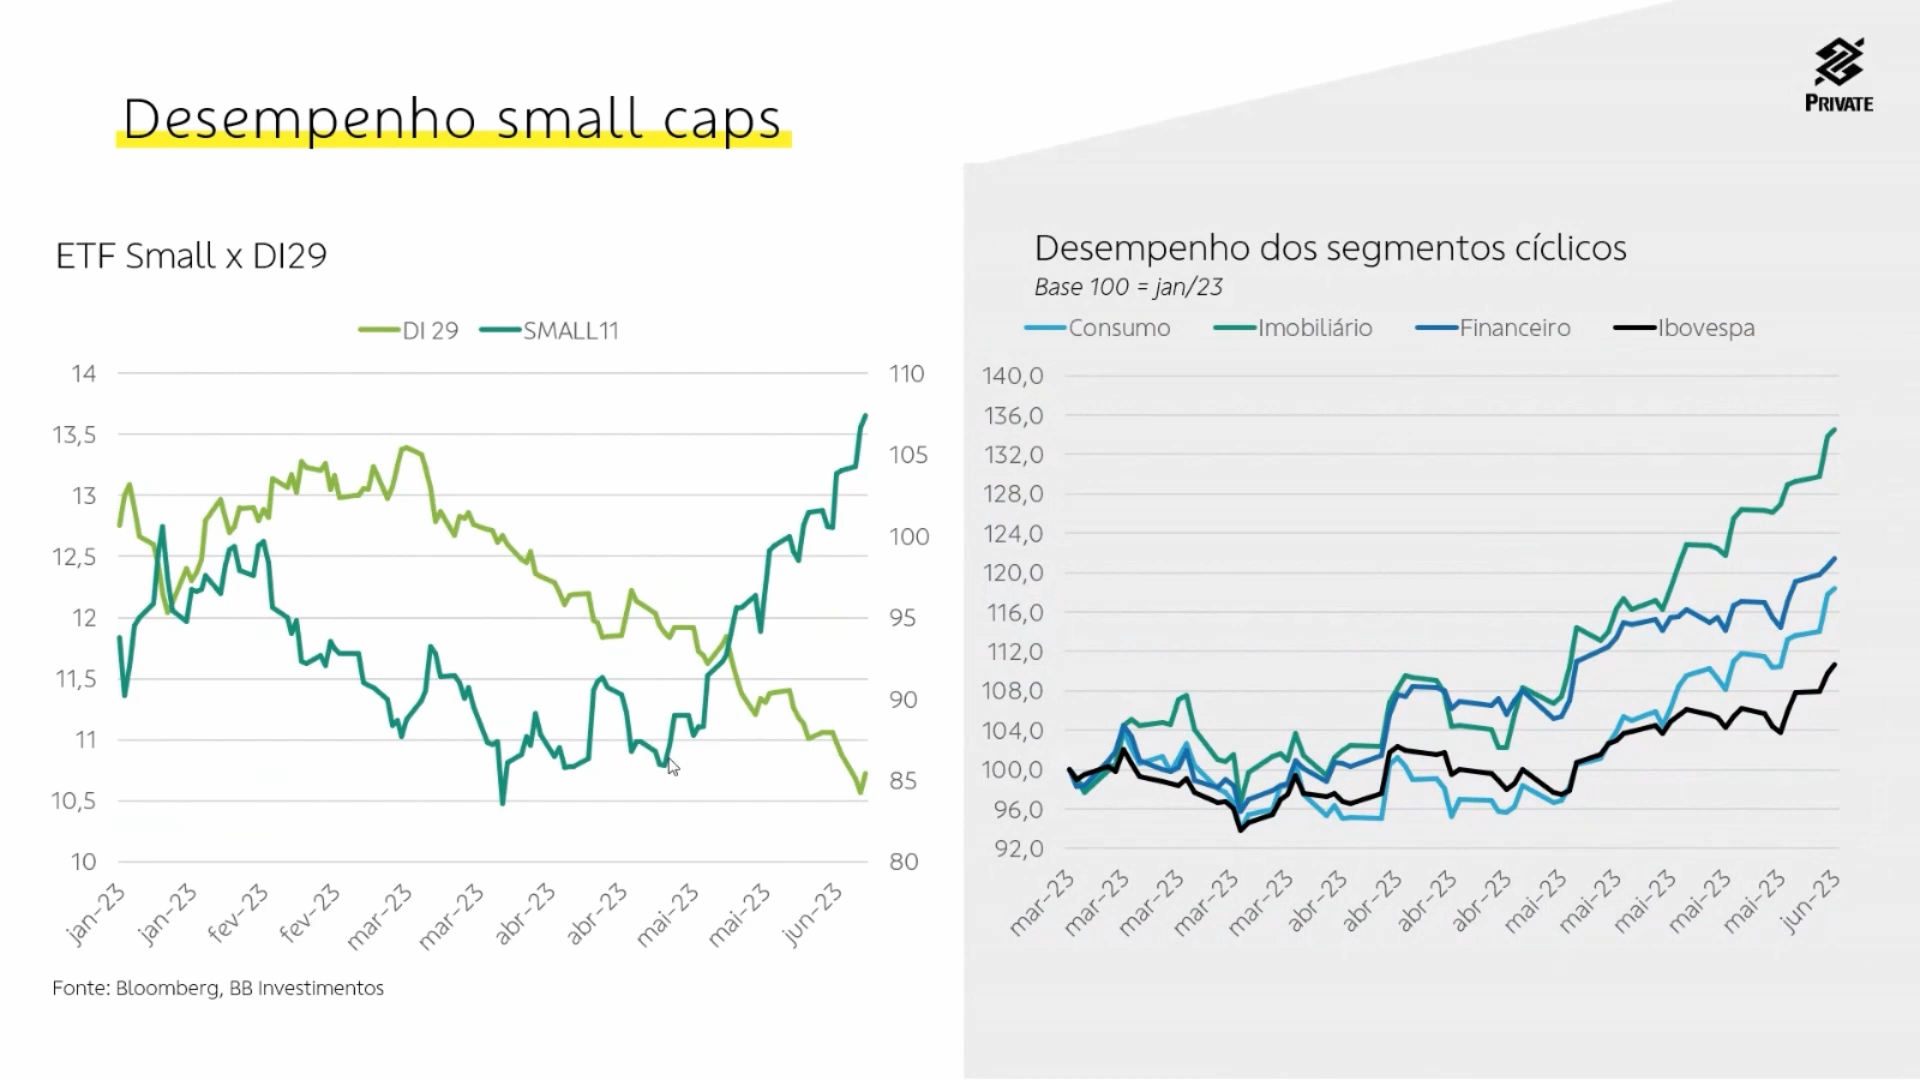 PRIVATE
Desempenho small caps
ETF Small x DI29
DI 29 SMALL11
14
13,5
13
12,5
12
11,5
11
10,5
10
110
105
100
95
90
85
80
jan-23 jan-23 fev-23 fev-23 mar-23 mar-23 abr-23 abr-23 mai-23 mai-23 jun-23
Fonte: Bloomberg, BB Investimentos
Desempenho dos segmentos cíclicos
Base 100 = jan/23
Consumo Imobiliário Financeiro Ibovespa
140,0
136,0
132,0
128,0
124,0
120,0
116,0
112,0
108,0
104,0
100,0
96,0
92,0
mar-23 mar-23 mar-23 mar-23 mar-23 abr-23 abr-23 abr-23 abr-23 mai-23 mai-23 mai-23 mai-23 mai-23 jun-23